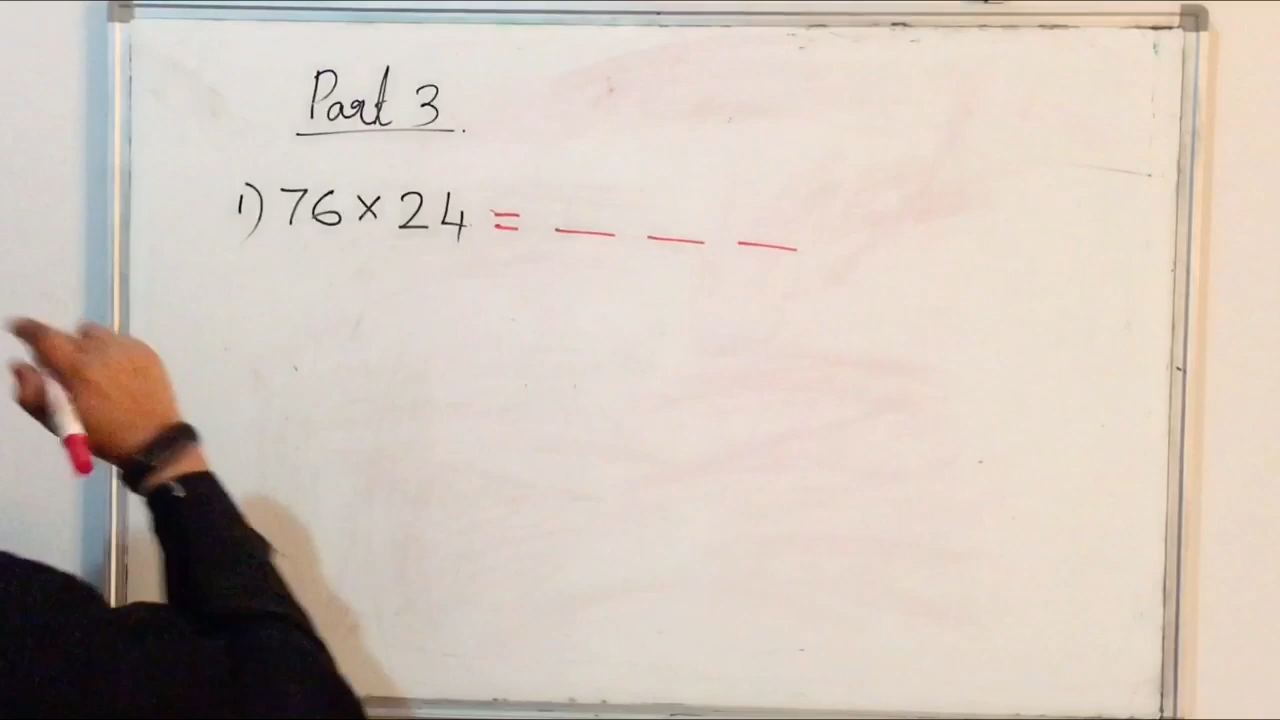 Part 3.
1) 76 × 24 = _ _ _